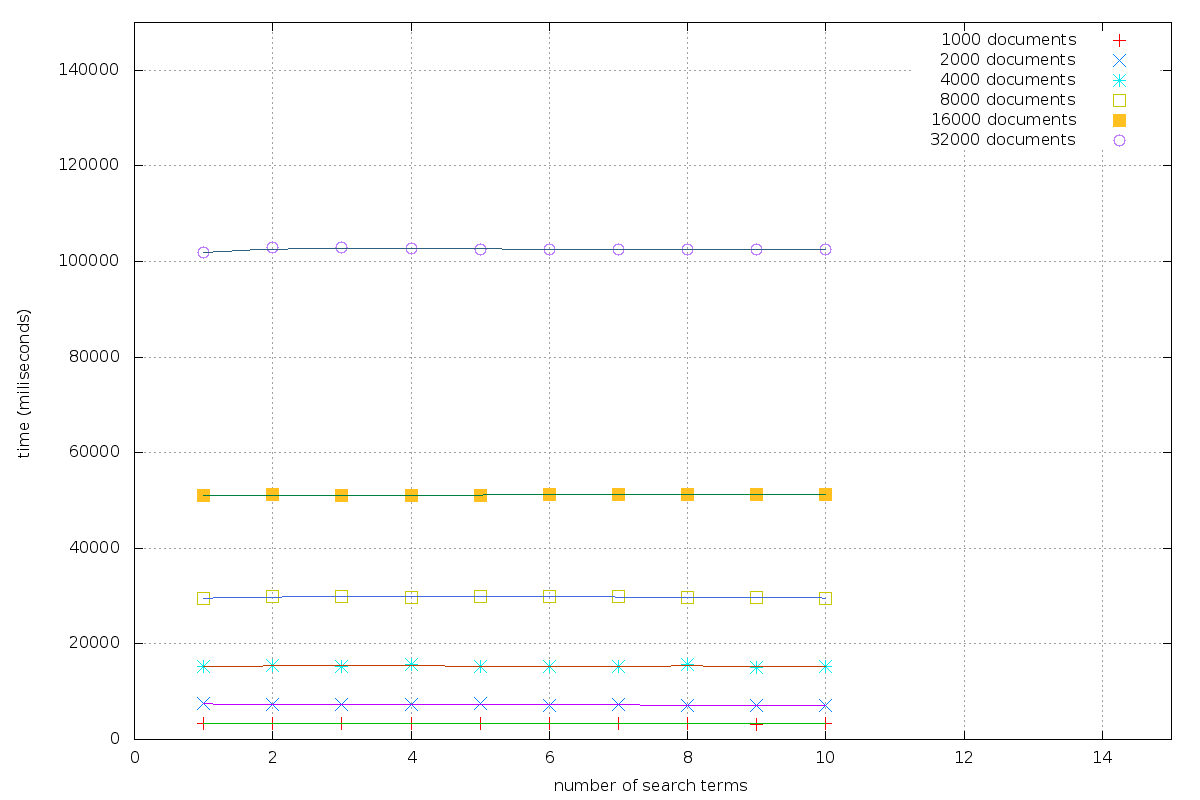 1000 documents
2000 documents
4000 documents
8000 documents
16000 documents
32000 documents
140000
120000
100000
80000
60000
40000
20000
0
time (milliseconds)
0 2 4 6 8 10 12 14
number of search terms